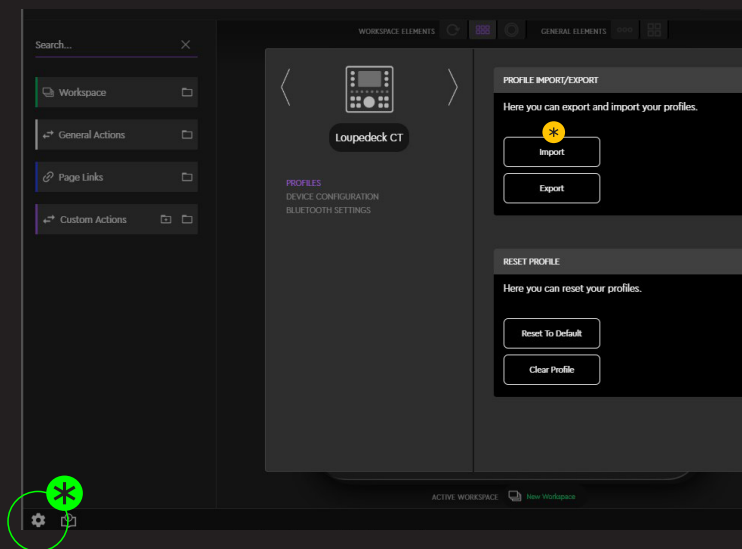 WORKSPACE ELEMENTS
GENERAL ELEMENTS
Search...
Workspace
General Actions
Page Links
Custom Actions
Loupedeck CT
PROFILES
DEVICE CONFIGURATION
BLUETOOTH SETTINGS
PROFILE IMPORT/EXPORT
Here you can export and import your profiles.
Import
Export
RESET PROFILE
Here you can reset your profiles.
Reset To Default
Clear Profile
ACTIVE WORKSPACE
New Workspace